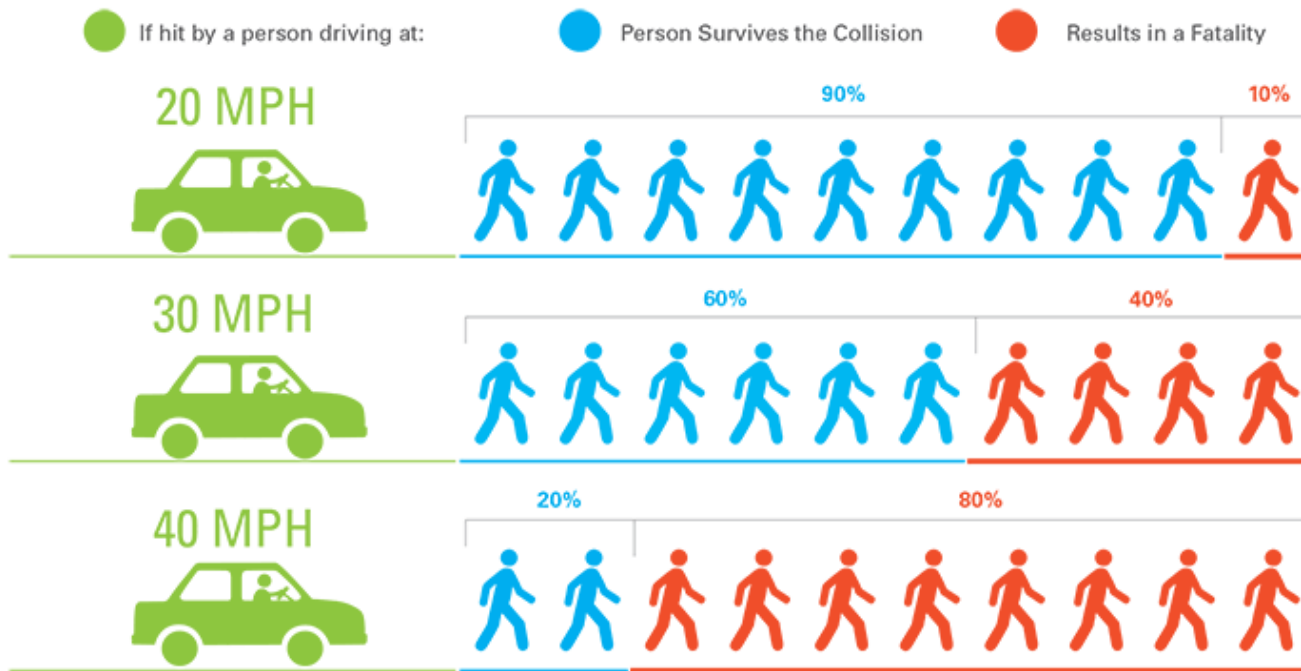 If hit by a person driving at:
Person Survives the Collision
Results in a Fatality
20 MPH
90%
10%
30 MPH
60%
40%
40 MPH
20%
80%